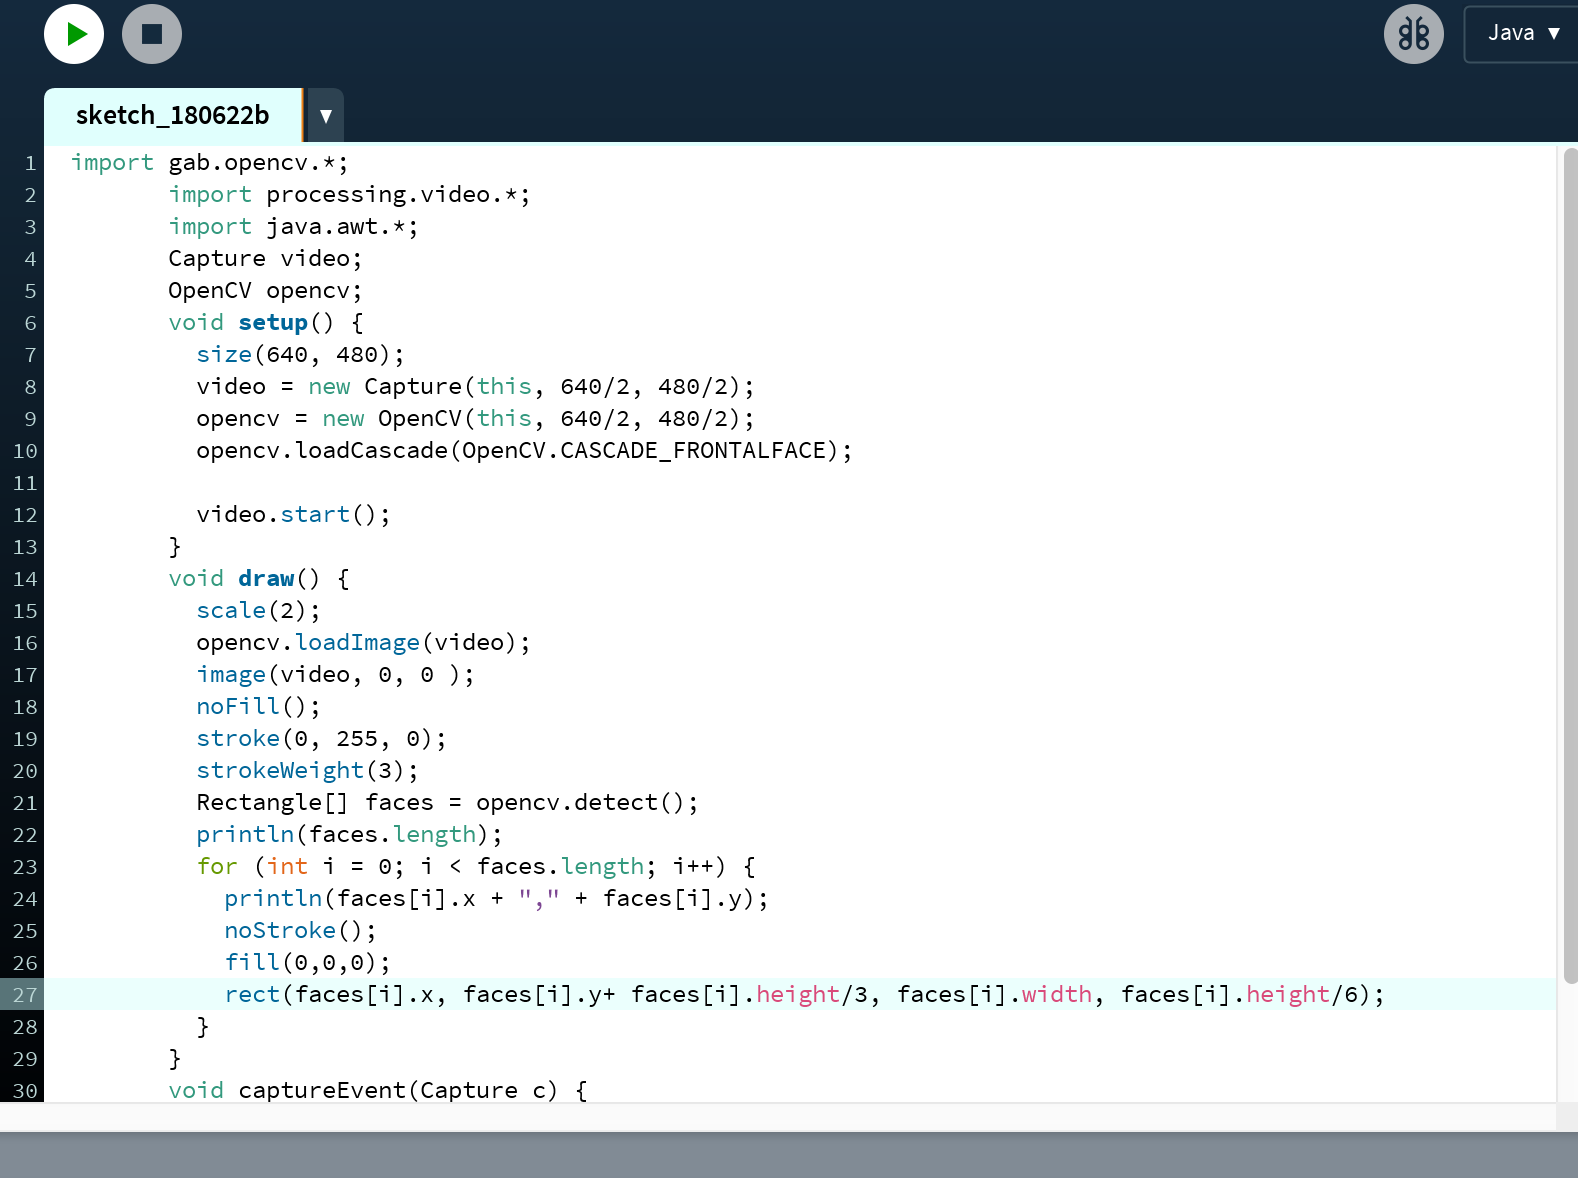 Java ▼
sketch_180622b ▼
1 import gab.opencv.*;
2 import processing.video.*;
3 import java.awt.*;
4 Capture video;
5 OpenCV opencv;
6 void setup() {
7 size(640, 480);
8 video = new Capture(this, 640/2, 480/2);
9 opencv = new OpenCV(this, 640/2, 480/2);
10 opencv.loadCascade(OpenCV.CASCADE_FRONTALFACE);
11
12 video.start();
13 }
14 void draw() {
15 scale(2);
16 opencv.loadImage(video);
17 image(video, 0, 0 );
18 noFill();
19 stroke(0, 255, 0);
20 strokeWeight(3);
21 Rectangle[] faces = opencv.detect();
22 println(faces.length);
23 for (int i = 0; i < faces.length; i++) {
24 println(faces[i].x + "," + faces[i].y);
25 noStroke();
26 fill(0,0,0);
27 rect(faces[i].x, faces[i].y+ faces[i].height/3, faces[i].width, faces[i].height/6);
28 }
29 }
30 void captureEvent(Capture c) {